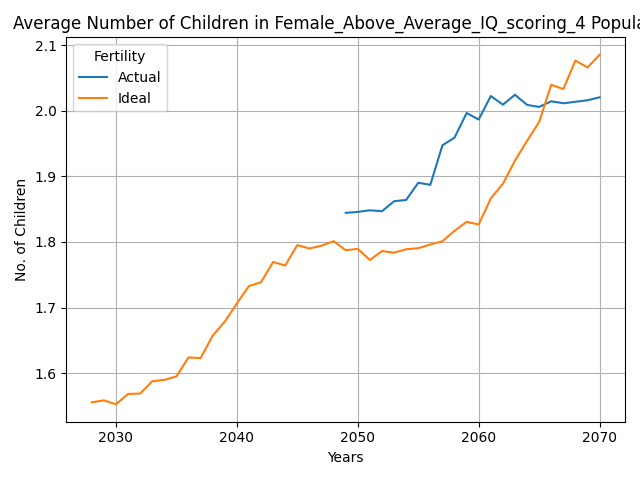 Average Number of Children in Female_Above_Average_IQ_scoring_4 Popula
2.1
2.0
1.9
1.8
1.7
1.6
No. of Children
Fertility
Actual
Ideal
2030 2040 2050 2060 2070
Years